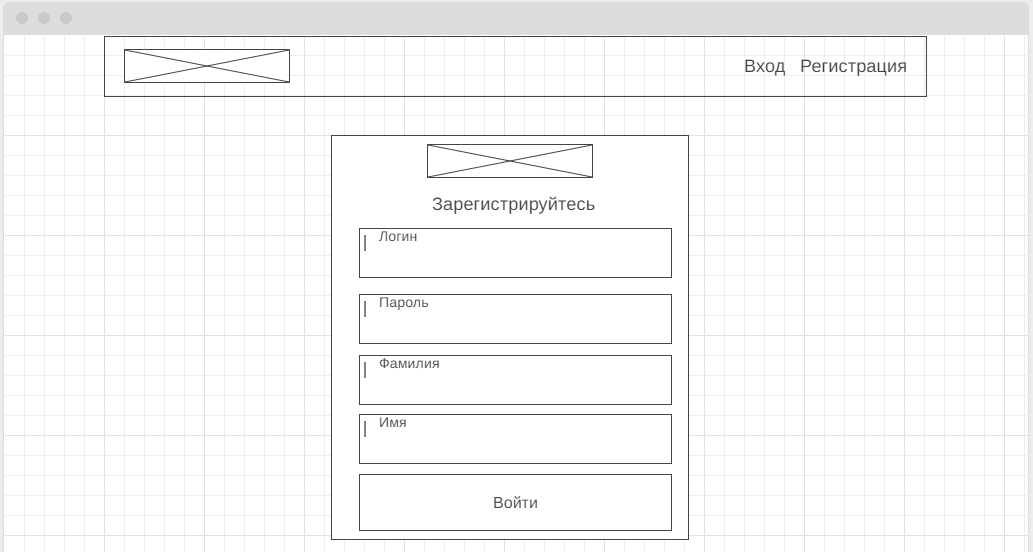 Вход Регистрация
Зарегистрируйтесь
Логин
Пароль
Фамилия
Имя
Войти